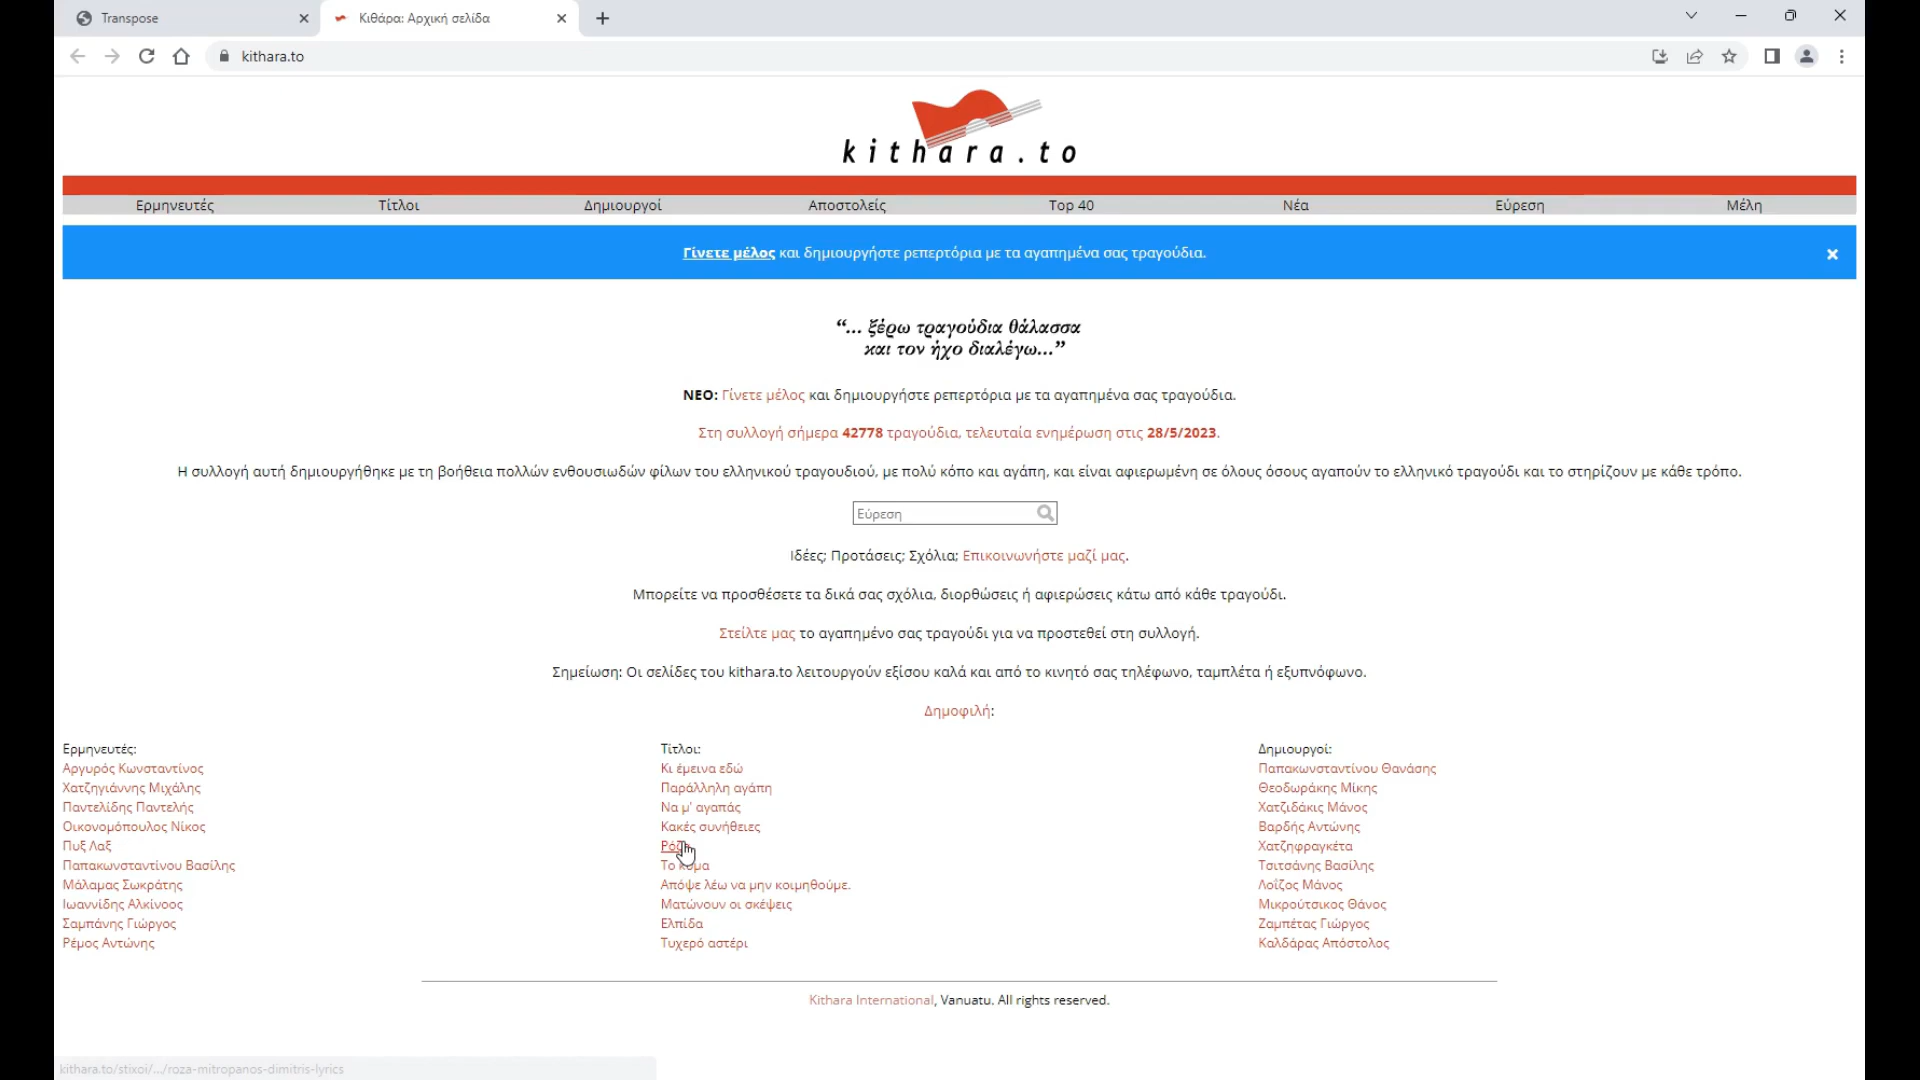 Transpose
Κιθάρα: Αρχική σελίδα
kithara.to
kithara.to
Ερμηνευτές Τίτλοι Δημιουργοί Αποστολείς Top 40 Νέα Εύρεση Μέλη
Γίνετε μέλος και δημιουργήστε ρεπερτόρια με τα αγαπημένα σας τραγούδια.
“... ξέρω τραγούδια θάλασσα
και τον ήχο διαλέγω...”
ΝΕΟ: Γίνετε μέλος και δημιουργήστε ρεπερτόρια με τα αγαπημένα σας τραγούδια.
Στη συλλογή σήμερα 42778 τραγούδια, τελευταία ενημέρωση στις 28/5/2023.
Η συλλογή αυτή δημιουργήθηκε με τη βοήθεια πολλών ενθουσιωδών φίλων του ελληνικού τραγουδιού, με πολύ κόπο και αγάπη, και είναι αφιερωμένη σε όλους όσους αγαπούν το ελληνικό τραγούδι και το στηρίζουν με κάθε τρόπο.
Εύρεση
Ιδέες; Προτάσεις; Σχόλια; Επικοινωνήστε μαζί μας.
Μπορείτε να προσθέσετε τα δικά σας σχόλια, διορθώσεις ή αφιερώσεις κάτω από κάθε τραγούδι.
Στείλτε μας το αγαπημένο σας τραγούδι για να προστεθεί στη συλλογή.
Σημείωση: Οι σελίδες του kithara.to λειτουργούν εξίσου καλά και από το κινητό σας τηλέφωνο, ταμπλέτα ή εξυπνόφωνο.
Δημοφιλή:
Ερμηνευτές:
Αργυρός Κωνσταντίνος
Χατζηγιάννης Μιχάλης
Παντελίδης Παντελής
Οικονομόπουλος Νίκος
Πυξ Λαξ
Παπακωνσταντίνου Βασίλης
Μάλαμας Σωκράτης
Ιωαννίδης Αλκίνοος
Σαμπάνης Γιώργος
Ρέμος Αντώνης
Τίτλοι:
Κι έμεινα εδώ
Παράλληλη αγάπη
Να μ' αγαπάς
Κακές συνήθειες
Το
Απόψε λέω να μην κοιμηθούμε.
Ματώνουν οι σκέψεις
Ελπίδα
Τυχερό αστέρι
Δημιουργοί:
Παπακωνσταντίνου Θανάσης
Θεοδωράκης Μίκης
Χατζιδάκις Μάνος
Βαρδής Αντώνης
Χατζηφραγκέτα
Τσιτσάνης Βασίλης
Λοΐζος Μάνος
Μικρούτσικος Θάνος
Ζαμπέτας Γιώργος
Καλδάρας Απόστολος
Kithara International, Vanuatu. All rights reserved.
kithara.to/stixoi/.../roza-mitropanos-dimitris-lyrics